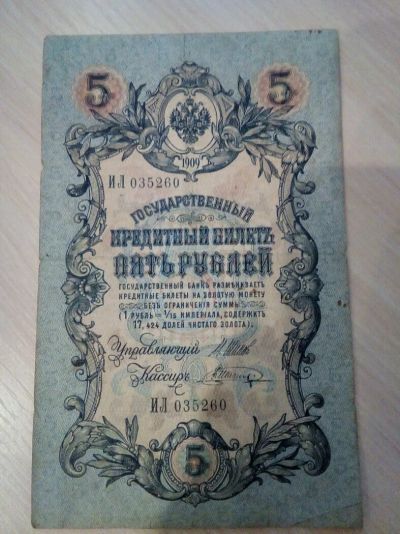 5 5
1909
ИЛ 035260
ГОСУДАРСТВЕННЫЙ
КРЕДИТНЫЙ БИЛЕТЪ
ПЯТЬ РУБЛЕЙ
ГОСУДАРСТВЕННЫЙ БАНКЪ РАЗМѢНИВАЕТЪ
КРЕДИТНЫЕ БИЛЕТЫ НА ЗОЛОТУЮ МОНЕТУ
БЕЗЪ ОГРАНИЧЕНІЯ СУММЫ
(1 РУБЛЬ = 1/15 ИМПЕРІАЛА, СОДЕРЖИТЪ
17,424 ДОЛЕЙ ЧИСТАГО ЗОЛОТА).
Управляющій
Кассиръ
ИЛ 035260
5